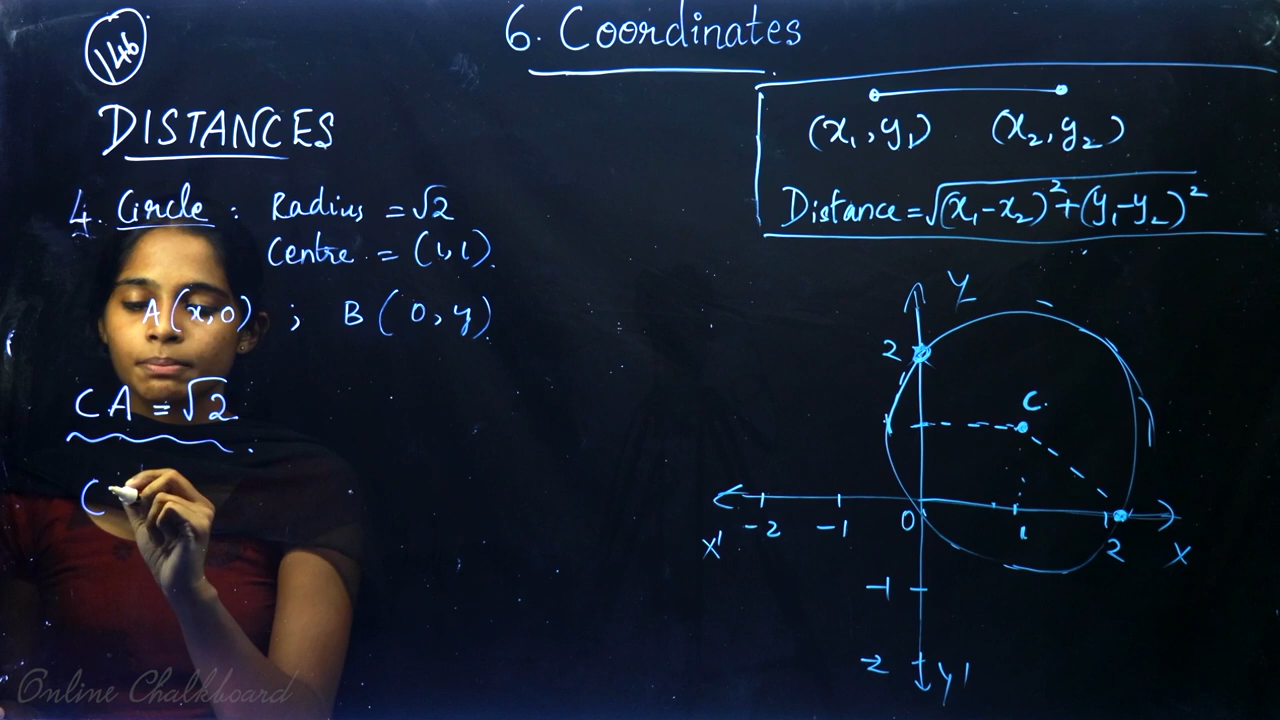 146
6. Coordinates
DISTANCES
(x₁,y₁) (x₂,y₂)
Distance=√(x₁-x₂)²+(y₁-y₂)²
4. Circle : Radius = √2
Centre = (1,1).
A(x,0) ; B(0,y).
CA = √2
C
Y
2
C.
1
X' -2 -1 0 1 2 X
-1
-2
Y'
Online Chalkboard